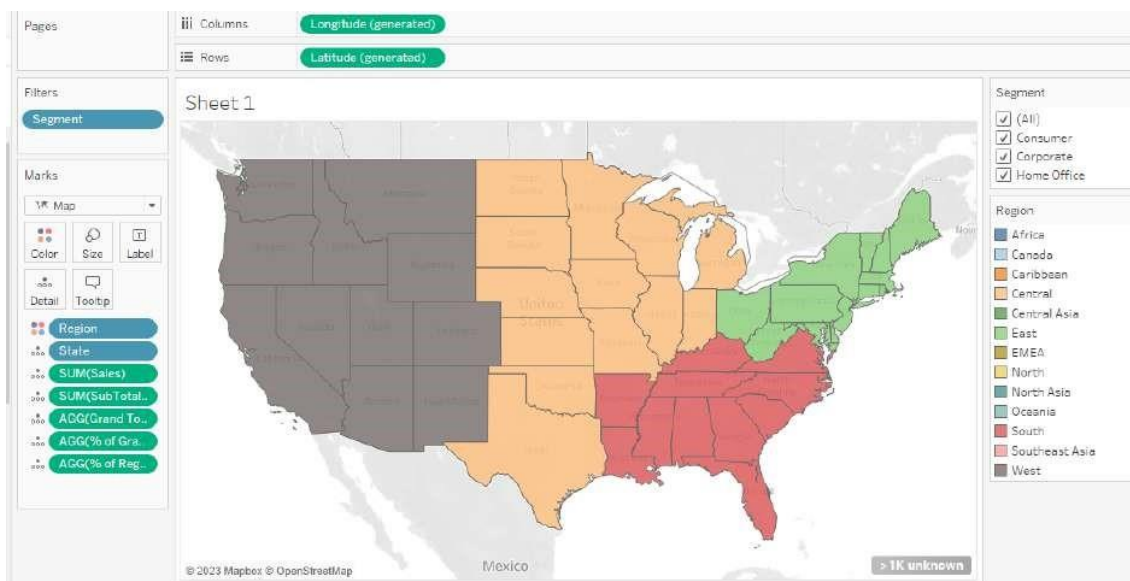 Pages
Columns
Longitude (generated)
Rows
Latitude (generated)
Filters
Segment
Marks
Map
Color
Size
Label
Detail
Tooltip
Region
State
SUM(Sales)
SUM(SubTotal..
AGG(Grand To..
AGG(% of Gra..
AGG(% of Reg..
Sheet 1
United
States
Mexico
© 2023 Mapbox © OpenStreetMap
>1K unknown
Segment
(All)
Consumer
Corporate
Home Office
Region
Africa
Canada
Caribbean
Central
Central Asia
East
EMEA
North
North Asia
Oceania
South
Southeast Asia
West